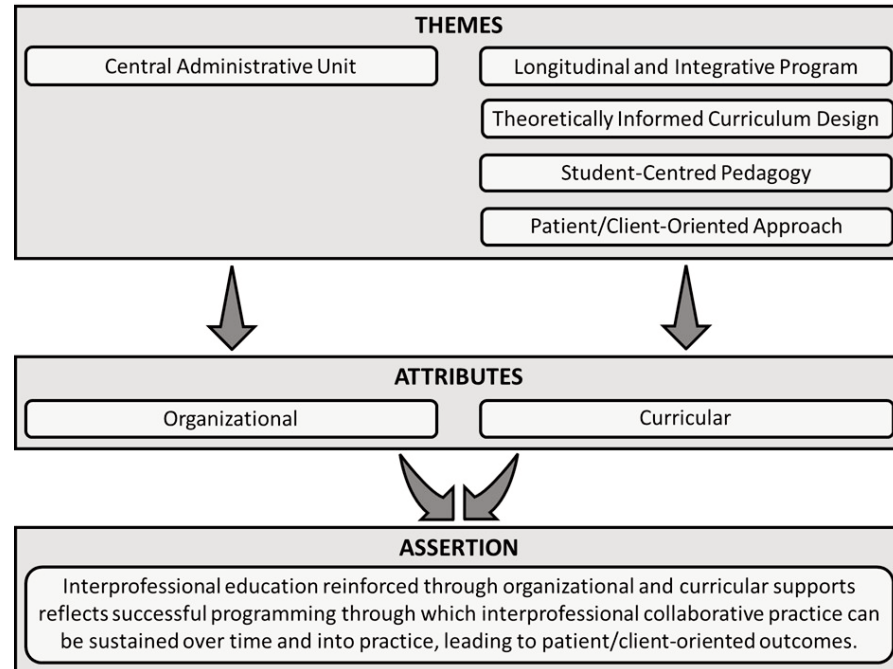 THEMES
Central Administrative Unit
Longitudinal and Integrative Program
Theoretically Informed Curriculum Design
Student-Centred Pedagogy
Patient/Client-Oriented Approach
ATTRIBUTES
Organizational
Curricular
ASSERTION
Interprofessional education reinforced through organizational and curricular supports
reflects successful programming through which interprofessional collaborative practice can
be sustained over time and into practice, leading to patient/client-oriented outcomes.